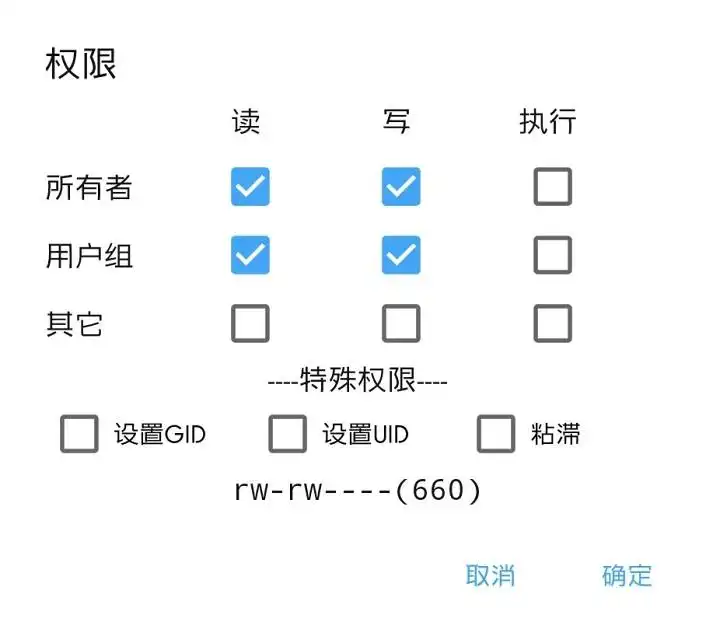 权限
读 写 执行
所有者
用户组
其它
----特殊权限----
设置GID 设置UID 粘滞
rw-rw----(660)
取消 确定